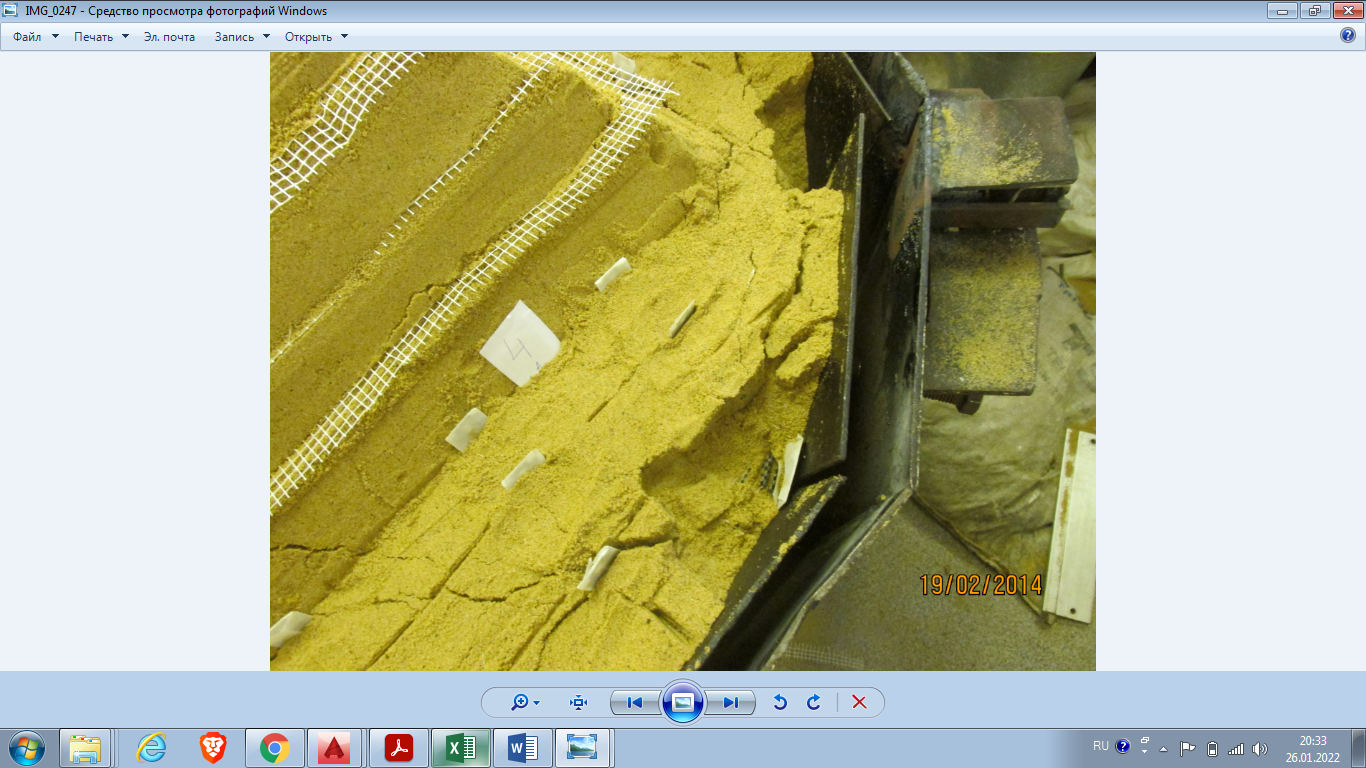 IMG_0247 - Средство просмотра фотографий Windows
Файл Печать Эл. почта Запись Открыть
4
19/02/2014
RU
20:33
26.01.2022